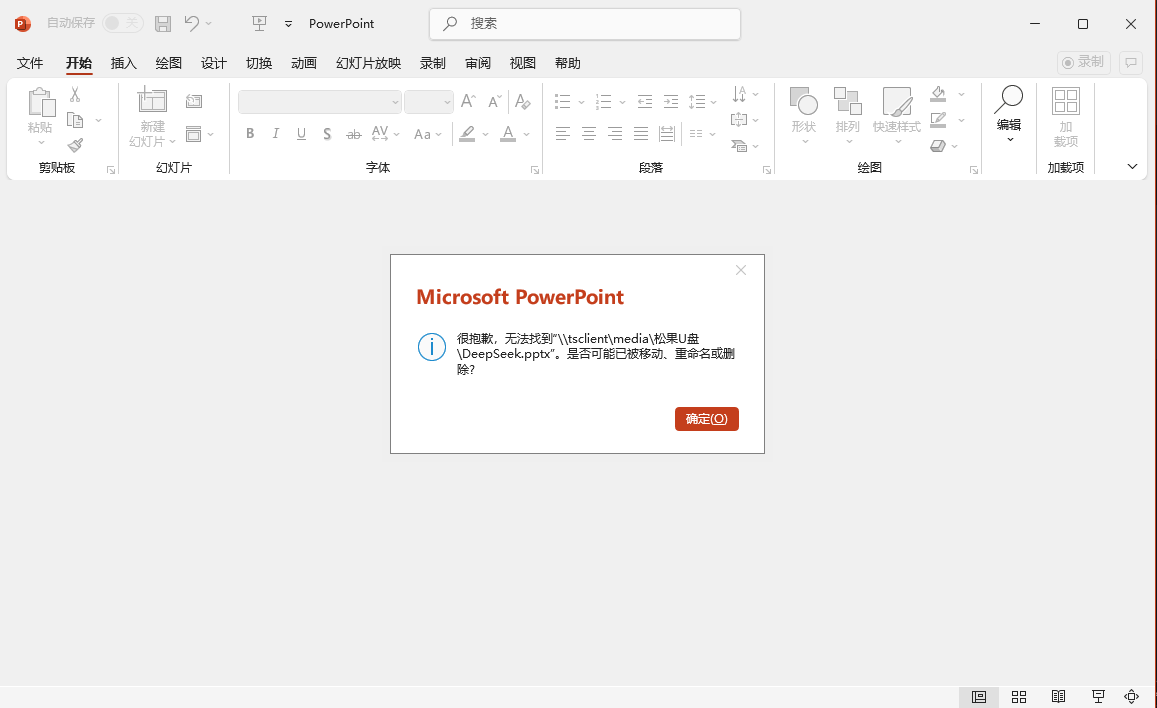 自动保存 关 PowerPoint 搜索
文件 开始 插入 绘图 设计 切换 动画 幻灯片放映 录制 审阅 视图 帮助 录制
粘贴
剪贴板
新建
幻灯片
幻灯片
B I U S ab AV Aa A
字体
段落
形状 排列 快速样式
绘图
编辑
加
载项
加载项
Microsoft PowerPoint
很抱歉，无法找到"\\tsclient\media\松果U盘
\DeepSeek.pptx"。是否可能已被移动、重命名或删
除?
确定(O)